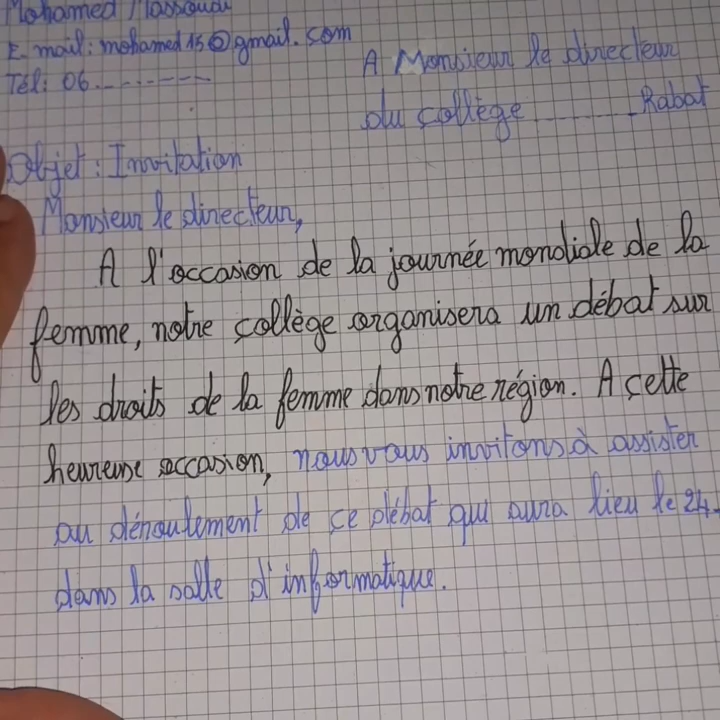 Mohamed Massoudi
E-mail: mohamed15@gmail.com
Tél: 06...........
A Monsieur le directeur
du collège ........... Rabat
Objet: Invitation
Monsieur le directeur,
A l'occasion de la journée mondiale de la
femme, notre collège organisera un débat sur
les droits de la femme dans notre région. A cette
heureuse occasion, nous vous invitons à assister
au déroulement de ce débat qui aura lieu le 24
dans la salle d'informatique.